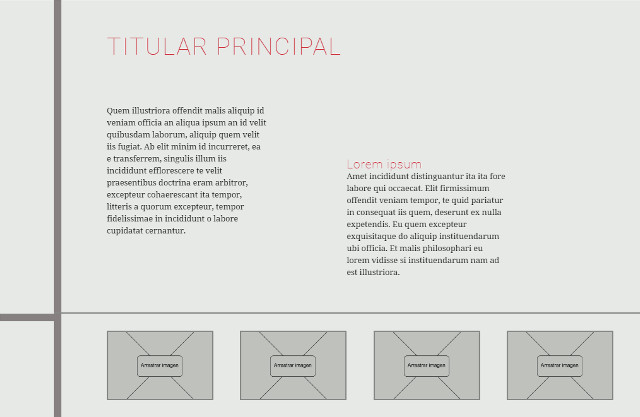 TITULAR PRINCIPAL
Quem illustriora offendit malis aliquip id
veniam officia an aliqua ipsum an id velit
quibusdam laborum, aliquip quem velit
iis fugiat. Ab elit minim id incurreret, ea
e transferrem, singulis illum iis
incididunt efflorescere te velit
praesentibus doctrina eram arbitror,
excepteur cohaerescant ita tempor,
litteris a quorum excepteur, tempor
fidelissimae in incididunt o labore
cupidatat cernantur.
Lorem ipsum
Amet incididunt distinguantur ita ita fore
labore qui occaecat. Elit firmissimum
offendit veniam tempor, te quid pariatur
in consequat iis quem, deserunt ex nulla
expetendis. Eu quem excepteur
exquisitaque do aliquip instituendarum
ubi officia. Et malis philosophari eu
lorem vidisse si instituendarum nam ad
est illustriora.
Arrastrar imagen
Arrastrar imagen
Arrastrar imagen
Arrastrar imagen